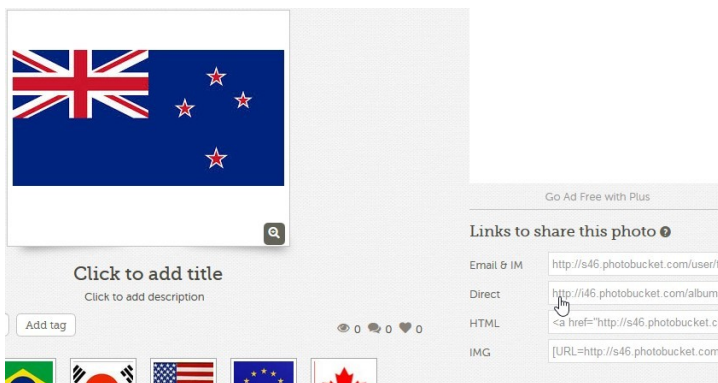 Click to add title
Click to add description
Add tag
0 0 0
Go Ad Free with Plus
Links to share this photo ?
Email & IM http://s46.photobucket.com/user/
Direct http://i46.photobucket.com/album
HTML <a href="http://s46.photobucket.c
IMG [URL=http://s46.photobucket.com